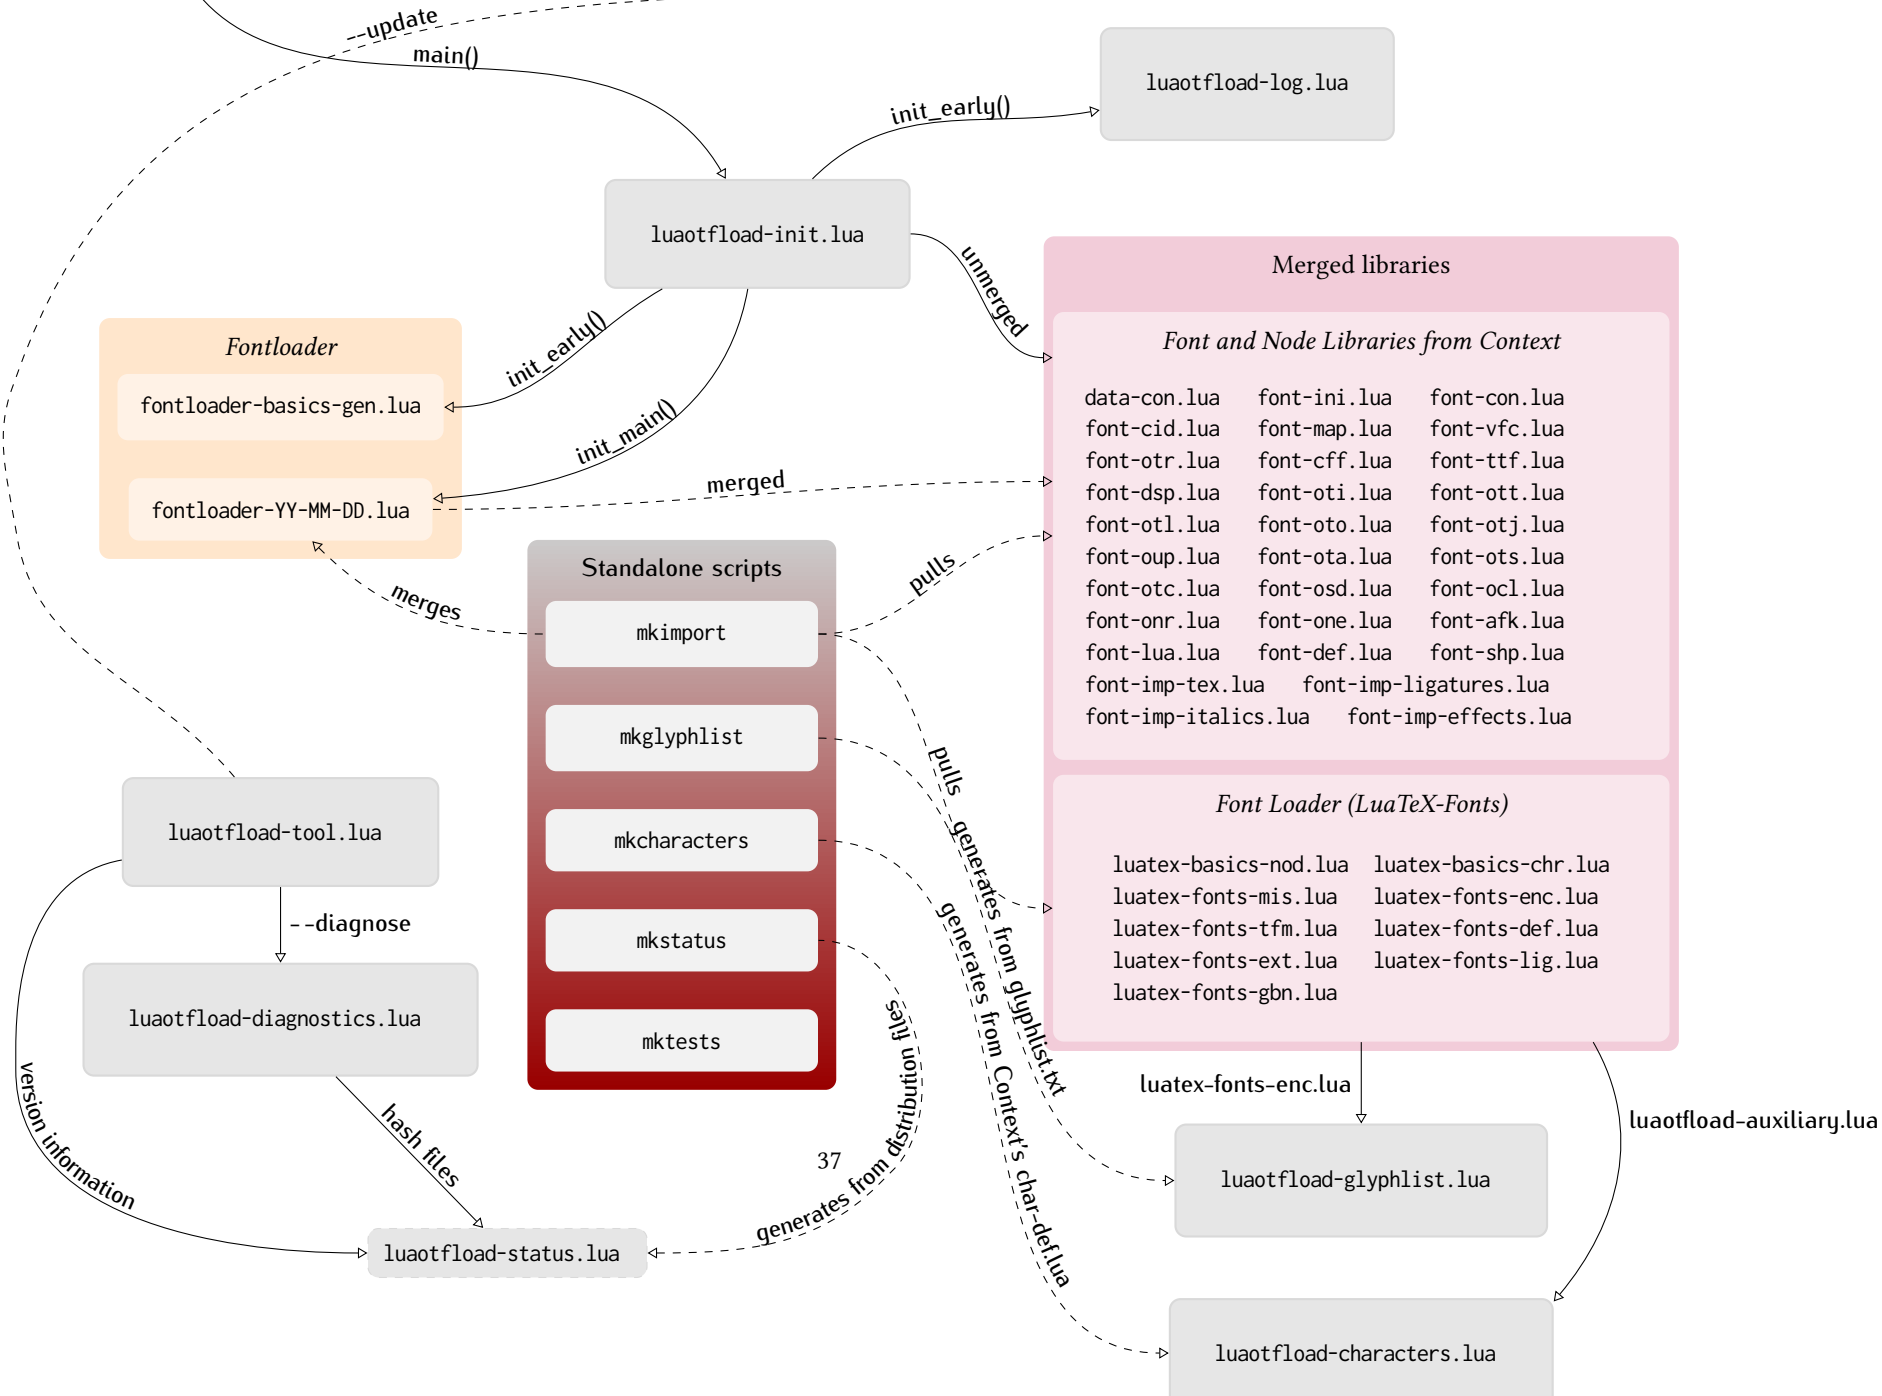 --update
main()
luaotfload-log.lua
init_early()
luaotfload-init.lua
unmerged
Merged libraries
Font and Node Libraries from Context
data-con.lua font-ini.lua font-con.lua
font-cid.lua font-map.lua font-vfc.lua
font-otr.lua font-cff.lua font-ttf.lua
font-dsp.lua font-oti.lua font-ott.lua
font-otl.lua font-oto.lua font-otj.lua
font-oup.lua font-ota.lua font-ots.lua
font-otc.lua font-osd.lua font-ocl.lua
font-onr.lua font-one.lua font-afk.lua
font-lua.lua font-def.lua font-shp.lua
font-imp-tex.lua font-imp-ligatures.lua
font-imp-italics.lua font-imp-effects.lua
Font Loader (LuaTeX-Fonts)
luatex-basics-nod.lua luatex-basics-chr.lua
luatex-fonts-mis.lua luatex-fonts-enc.lua
luatex-fonts-tfm.lua luatex-fonts-def.lua
luatex-fonts-ext.lua luatex-fonts-lig.lua
luatex-fonts-gbn.lua
Fontloader
fontloader-basics-gen.lua
fontloader-YY-MM-DD.lua
init_early()
init_main()
merged
merges
pulls
Standalone scripts
mkimport
mkglyphlist
mkcharacters
mkstatus
mktests
pulls
generates from glyphlist.txt
generates from Context's char-def.lua
generates from distribution files
luaotfload-tool.lua
--diagnose
luaotfload-diagnostics.lua
version information
hash files
luaotfload-status.lua
37
luatex-fonts-enc.lua
luaotfload-auxiliary.lua
luaotfload-glyphlist.lua
luaotfload-characters.lua